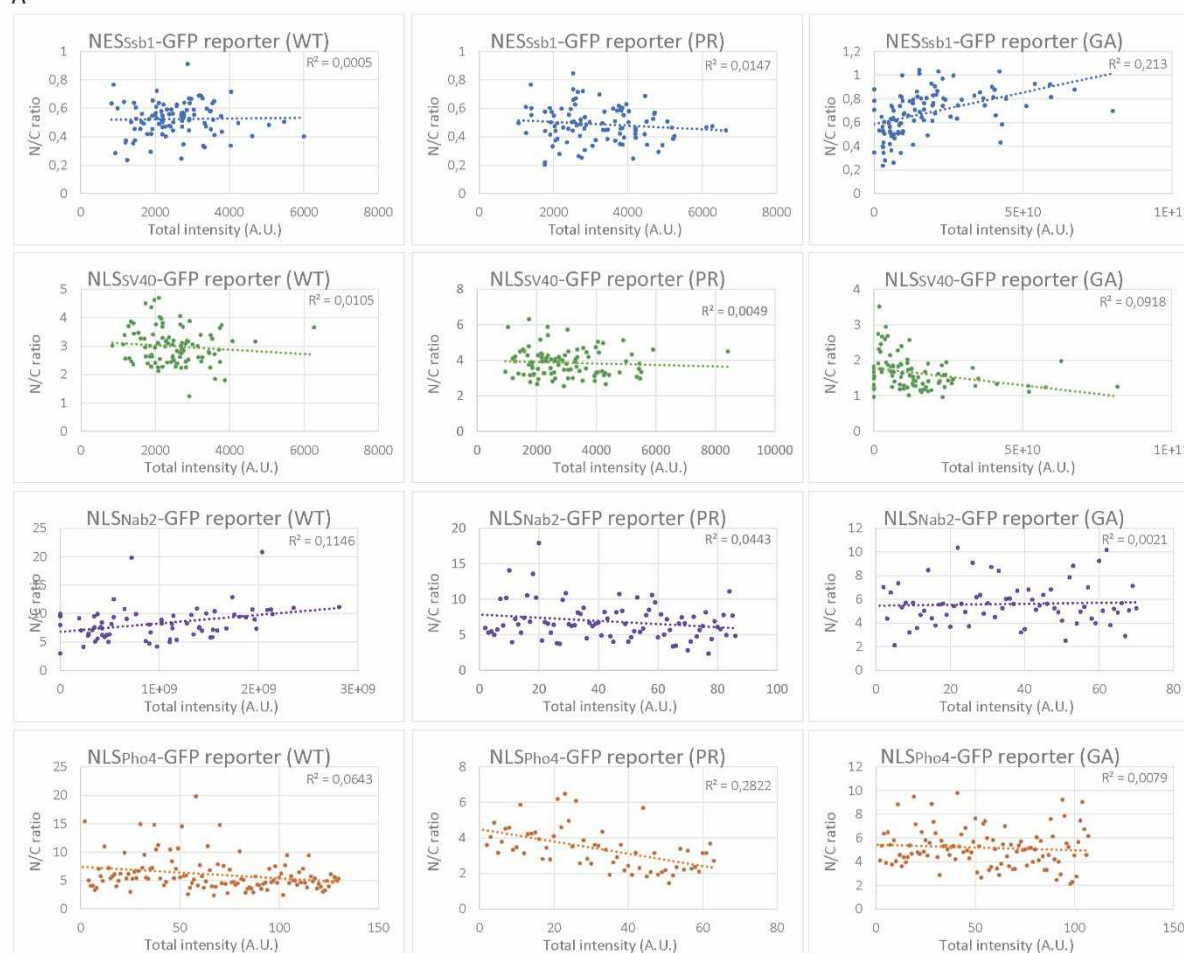 A
NESSsb1-GFP reporter (WT)
R² = 0,0005
1
0,8
0,6
0,4
0,2
0
N/C ratio
0 2000 4000 6000 8000
Total intensity (A.U.)
NESSsb1-GFP reporter (PR)
R² = 0,0147
1
0,8
0,6
0,4
0,2
0
N/C ratio
0 2000 4000 6000 8000
Total intensity (A.U.)
NESSsb1-GFP reporter (GA)
R² = 0,213
1,2
1
0,8
0,6
0,4
0,2
0
N/C ratio
0 5E+10 1E+11
Total intensity (A.U.)
NLSSV40-GFP reporter (WT)
R² = 0,0105
5
4
3
2
1
0
N/C ratio
0 2000 4000 6000 8000
Total intensity (A.U.)
NLSSV40-GFP reporter (PR)
R² = 0,0049
8
6
4
2
0
N/C ratio
0 2000 4000 6000 8000 10000
Total intensity (A.U.)
NLSSV40-GFP reporter (GA)
R² = 0,0918
4
3
2
1
0
N/C ratio
0 5E+10 1E+11
Total intensity (A.U.)
NLSNab2-GFP reporter (WT)
R² = 0,1146
25
20
15
10
5
0
N/C ratio
0 1E+09 2E+09 3E+09
Total intensity (A.U.)
NLSNab2-GFP reporter (PR)
R² = 0,0443
20
15
10
5
0
N/C ratio
0 20 40 60 80 100
Total intensity (A.U.)
NLSNab2-GFP reporter (GA)
R² = 0,0021
12
10
8
6
4
2
0
N/C ratio
0 20 40 60 80
Total intensity (A.U.)
NLSPho4-GFP reporter (WT)
R² = 0,0643
25
20
15
10
5
0
N/C ratio
0 50 100 150
Total intensity (A.U.)
NLSPho4-GFP reporter (PR)
R² = 0,2822
8
6
4
2
0
N/C ratio
0 20 40 60 80
Total intensity (A.U.)
NLSPho4-GFP reporter (GA)
R² = 0,0079
12
10
8
6
4
2
0
N/C ratio
0 50 100 150
Total intensity (A.U.)